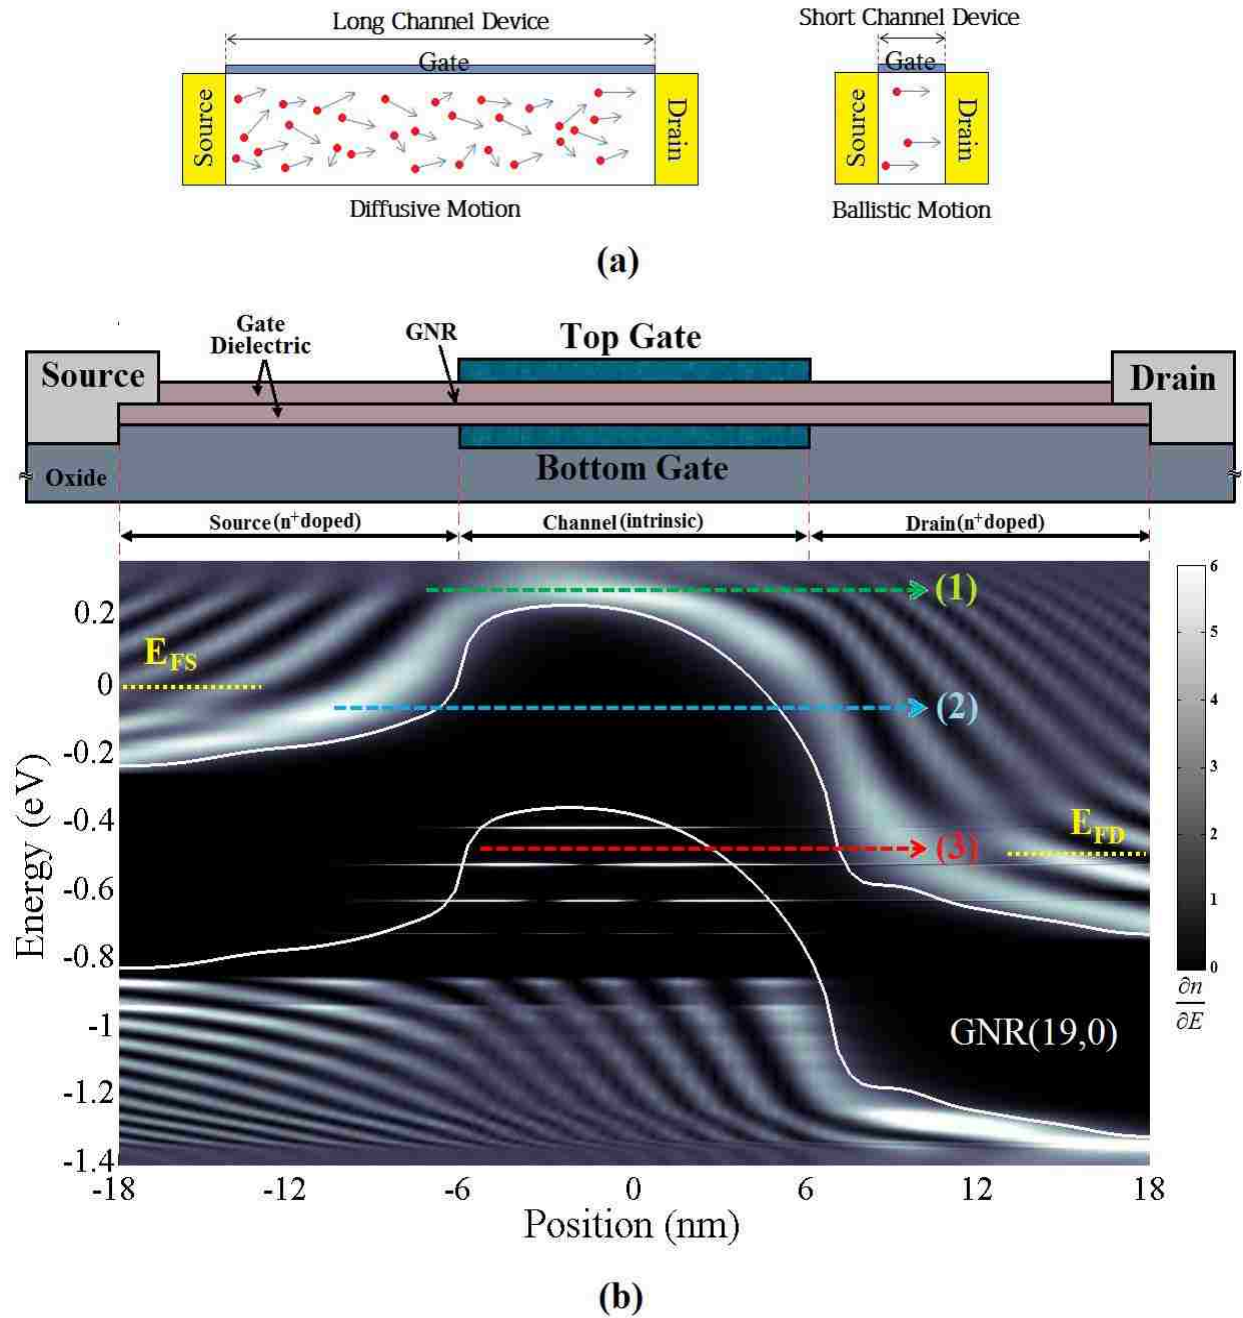 Long Channel Device
Short Channel Device
Gate
Gate
Source
Drain
Source
Drain
Diffusive Motion
Ballistic Motion
(a)
Gate
Dielectric
GNR
Top Gate
Source
Drain
Bottom Gate
Oxide
Source (n⁺doped)
Channel (intrinsic)
Drain (n⁺doped)
(1)
E_FS
(2)
(3)
E_FD
GNR(19,0)
0.2
0
-0.2
-0.4
-0.6
-0.8
-1
-1.2
-1.4
Energy (eV)
-18 -12 -6 0 6 12 18
Position (nm)
6
5
4
3
2
1
0
∂n
∂E
(b)